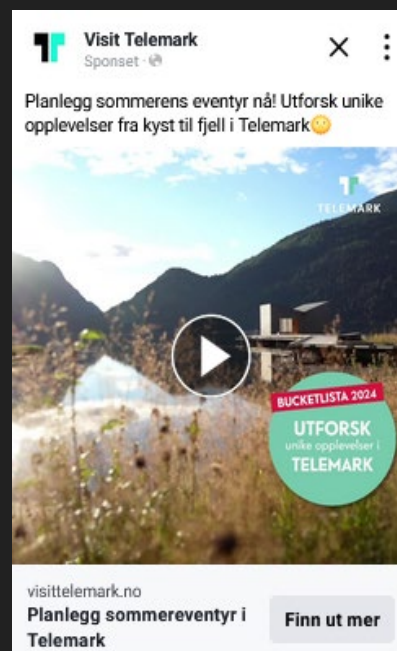 Visit Telemark
Sponset ·
Planlegg sommerens eventyr nå! Utforsk unike
opplevelser fra kyst til fjell i Telemark
TELEMARK
BUCKETLISTA 2024
UTFORSK
unike opplevelser i
TELEMARK
visittelemark.no
Planlegg sommereventyr i
Telemark
Finn ut mer